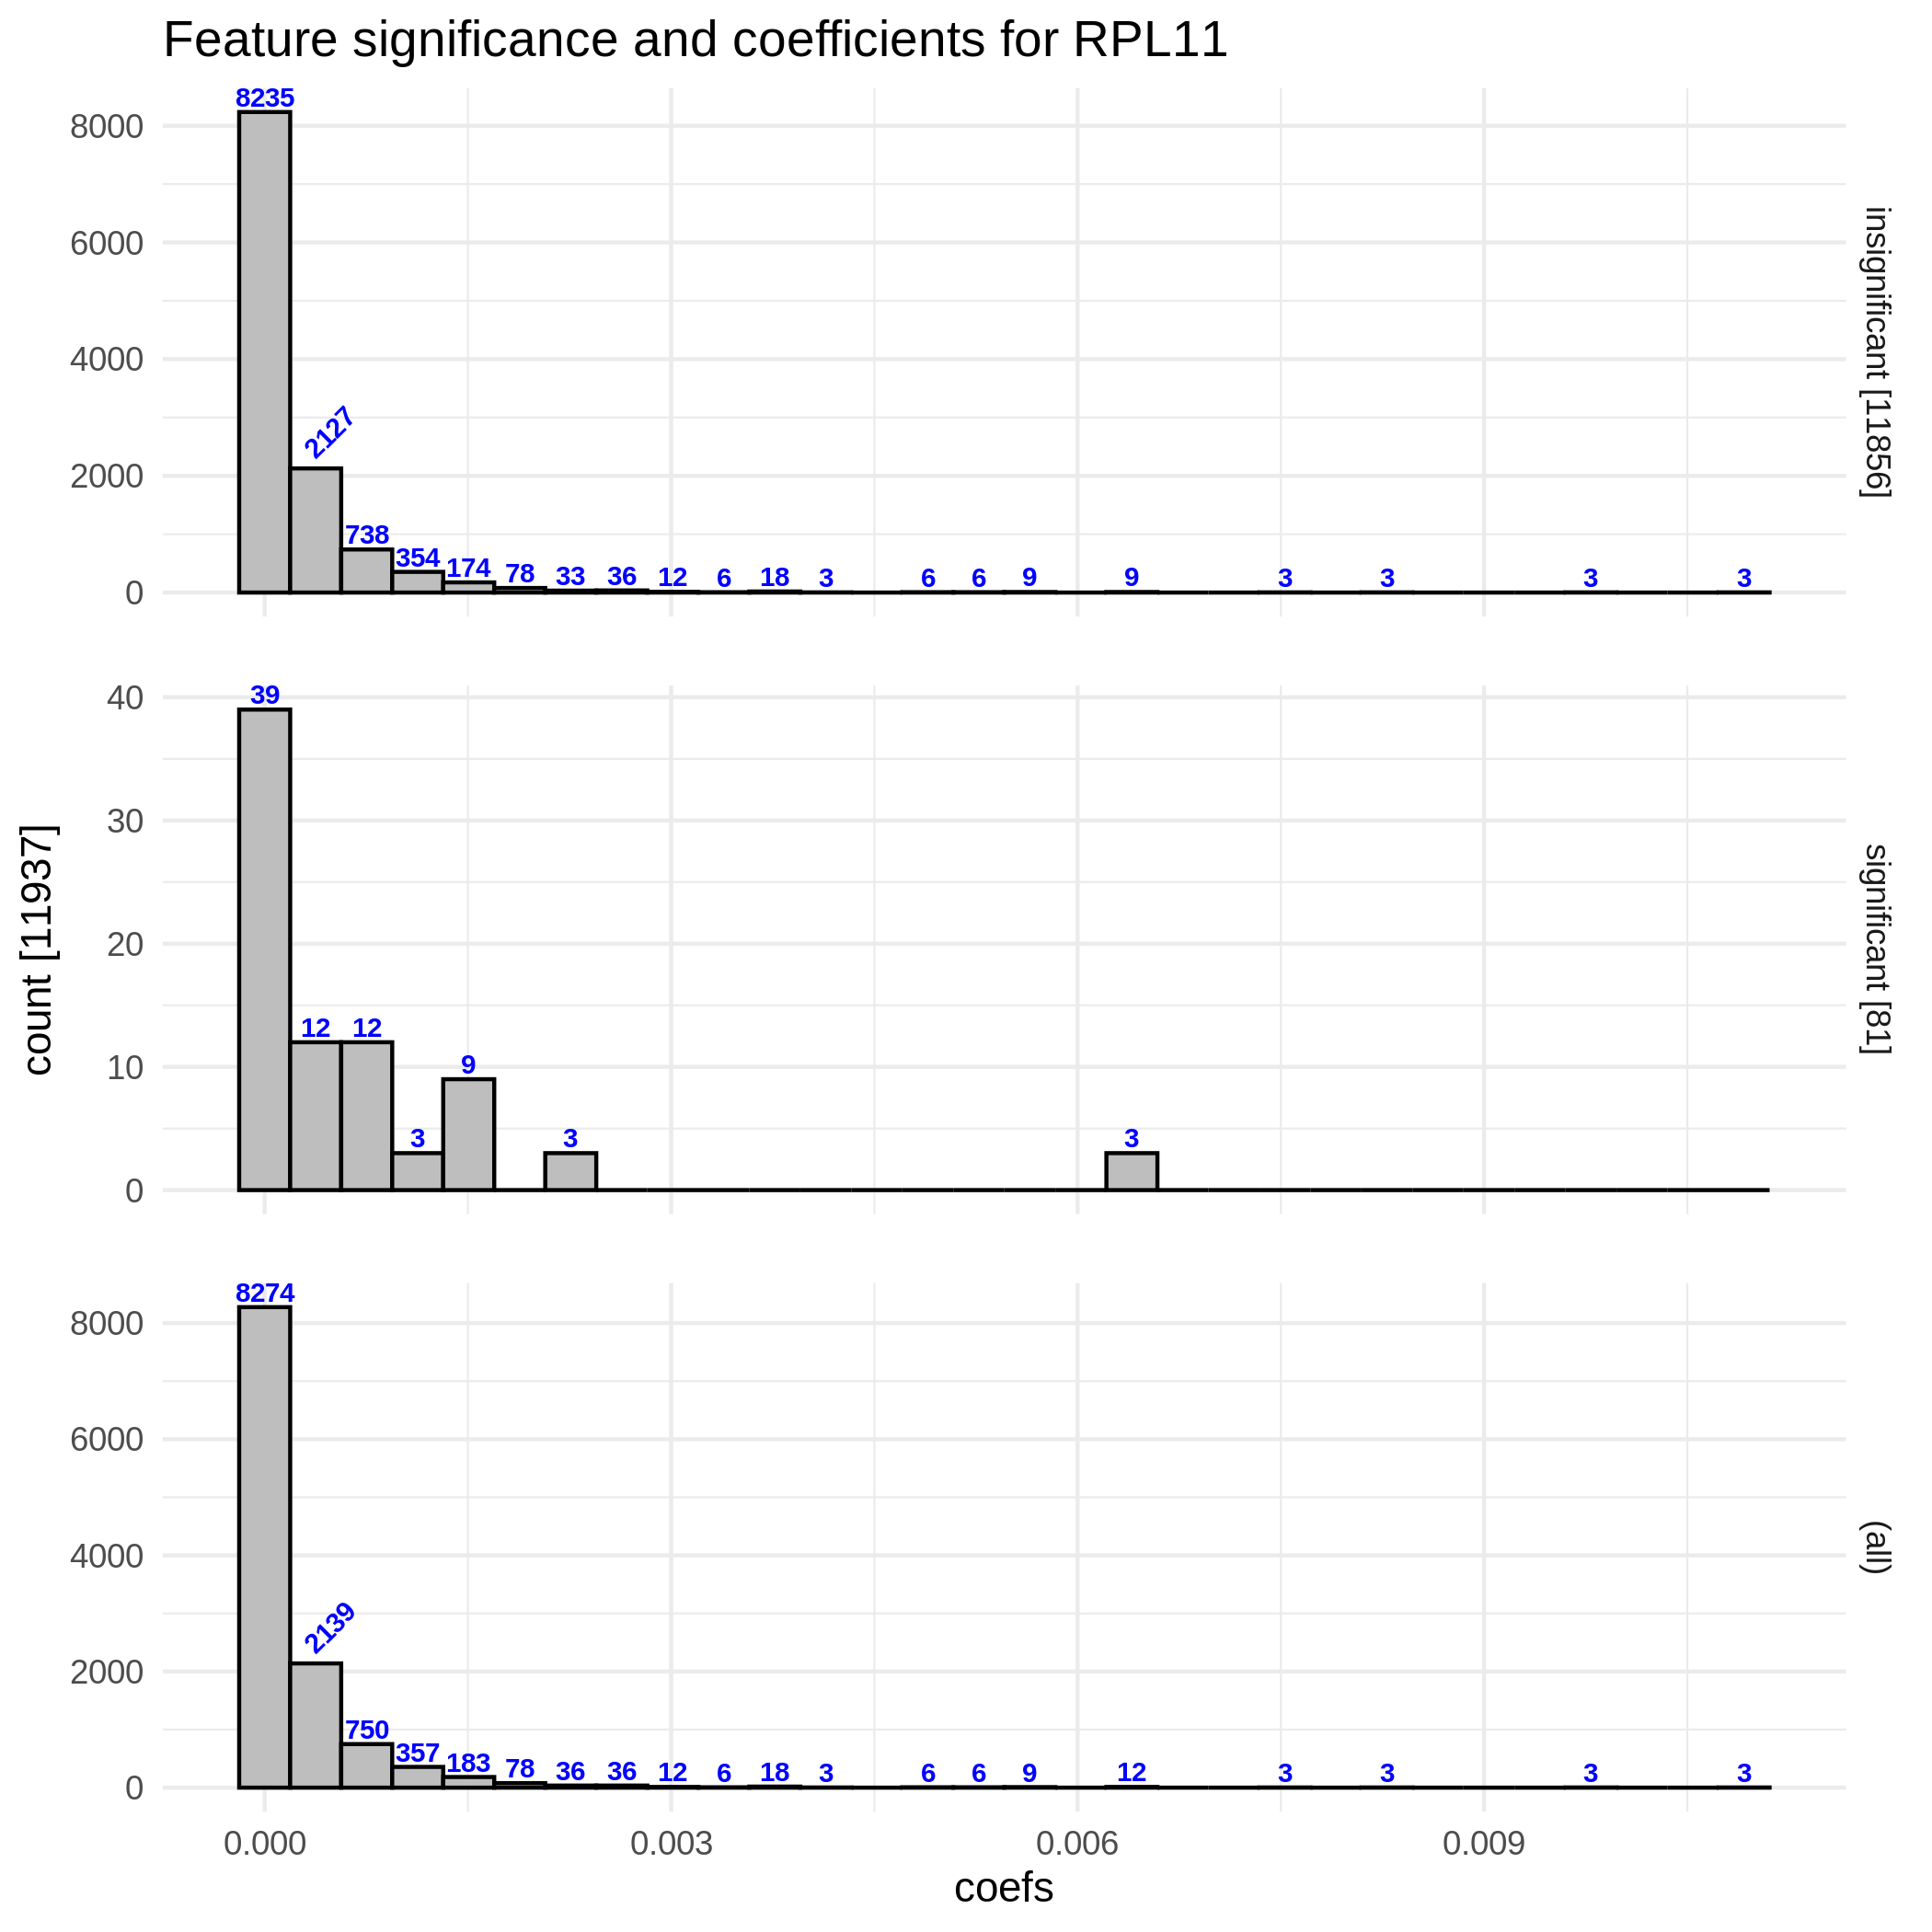 Feature significance and coefficients for RPL11
8235
8000
6000
4000
2127
2000
738
354 174 78 33 36 12 6 18 3 6 6 9 9 3 3 3 3
0
insignificant [11856]
count [11937]
40
39
30
20
12 12
10
9
3 3 3
0
significant [81]
8274
8000
6000
4000
2139
2000
750
357 183 78 36 36 12 6 18 3 6 6 9 12 3 3 3 3
0
(all)
0.000 0.003 0.006 0.009
coefs